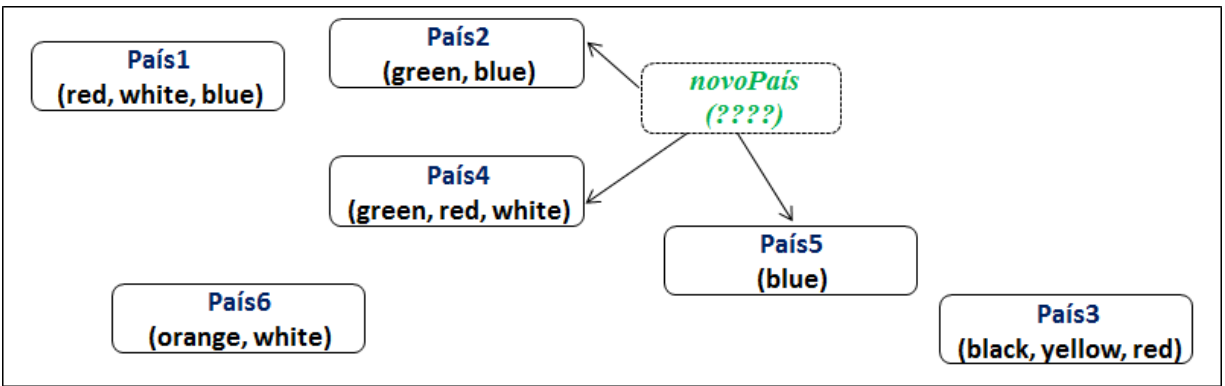 País1
(red, white, blue)
País2
(green, blue)
novoPaís
(????)
País4
(green, red, white)
País5
(blue)
País6
(orange, white)
País3
(black, yellow, red)